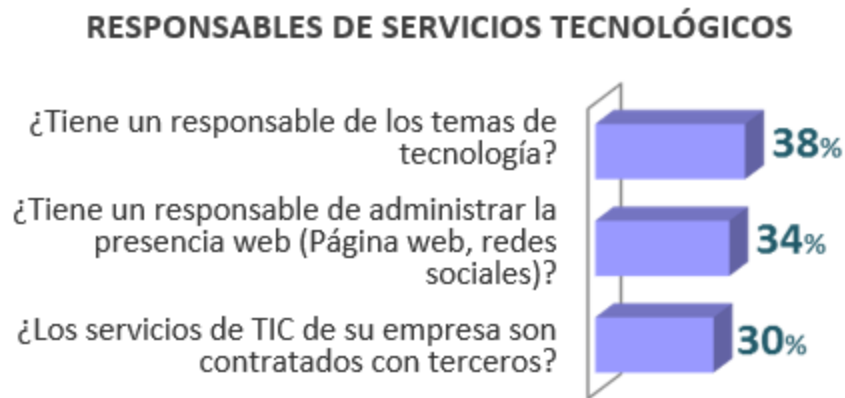 RESPONSABLES DE SERVICIOS TECNOLÓGICOS
¿Tiene un responsable de los temas de
tecnología?
38%
¿Tiene un responsable de administrar la
presencia web (Página web, redes
sociales)?
34%
¿Los servicios de TIC de su empresa son
contratados con terceros?
30%